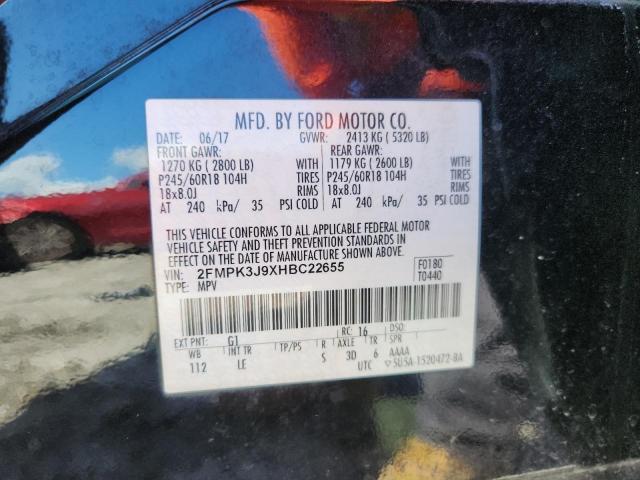 MFD. BY FORD MOTOR CO.
DATE: 06/17 GVWR: 2413 KG ( 5320 LB)
FRONT GAWR: REAR GAWR:
1270 KG ( 2800 LB) WITH 1179 KG ( 2600 LB) WITH
P245/60R18 104H TIRES P245/60R18 104H TIRES
18x8.0J RIMS 18x8.0J RIMS
AT 240 kPa/ 35 PSI COLD AT 240 kPa/ 35 PSI COLD
THIS VEHICLE CONFORMS TO ALL APPLICABLE FEDERAL MOTOR
VEHICLE SAFETY AND THEFT PREVENTION STANDARDS IN
EFFECT ON THE DATE OF MANUFACTURE SHOWN ABOVE.
VIN: 2FMPK3J9XHBC22655 F0180
TYPE: MPV T0440
EXT PNT: G1 RC: 16 DSO:
WB INT TR TP/PS R AXLE TR SPR
112 LE S 3D 6 AAAA
UTC ▽5U5A-1520472-BA